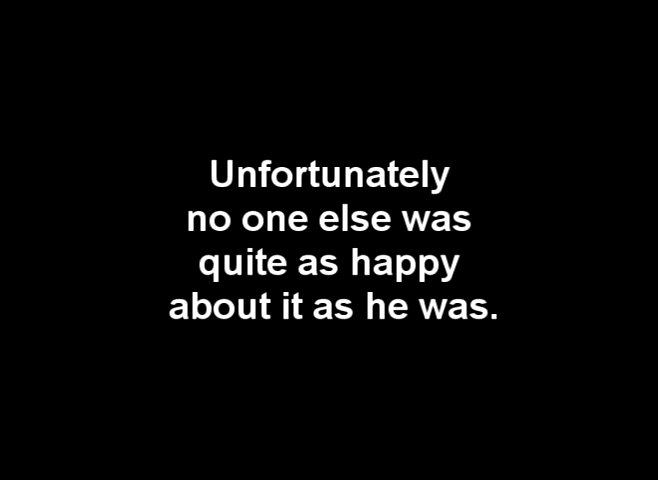 Unfortunately
no one else was
quite as happy
about it as he was.